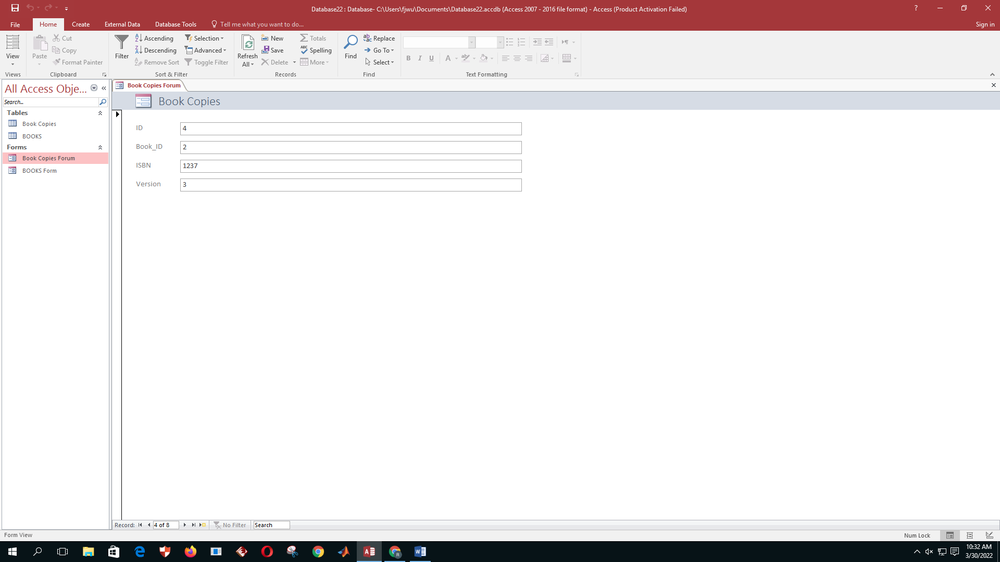 Database22 : Database- C:\Users\fjwu\Documents\Database22.accdb (Access 2007 - 2016 file format) - Access (Product Activation Failed)
?
File Home Create External Data Database Tools Tell me what you want to do... Sign in
View
Views
Paste
Cut
Copy
Format Painter
Clipboard
Filter
Ascending
Descending
Remove Sort
Selection
Advanced
Toggle Filter
Sort & Filter
Refresh
All
New
Save
Delete
Totals
Spelling
More
Records
Find
Replace
Go To
Select
Find
B I U A
Text Formatting
All Access Obje...
Search...
Tables
Book Copies
BOOKS
Forms
Book Copies Forum
BOOKS Form
Book Copies Forum
Book Copies
ID 4
Book_ID 2
ISBN 1237
Version 3
Record: 4 of 8 No Filter Search
Form View
Num Lock
10:32 AM
3/30/2022